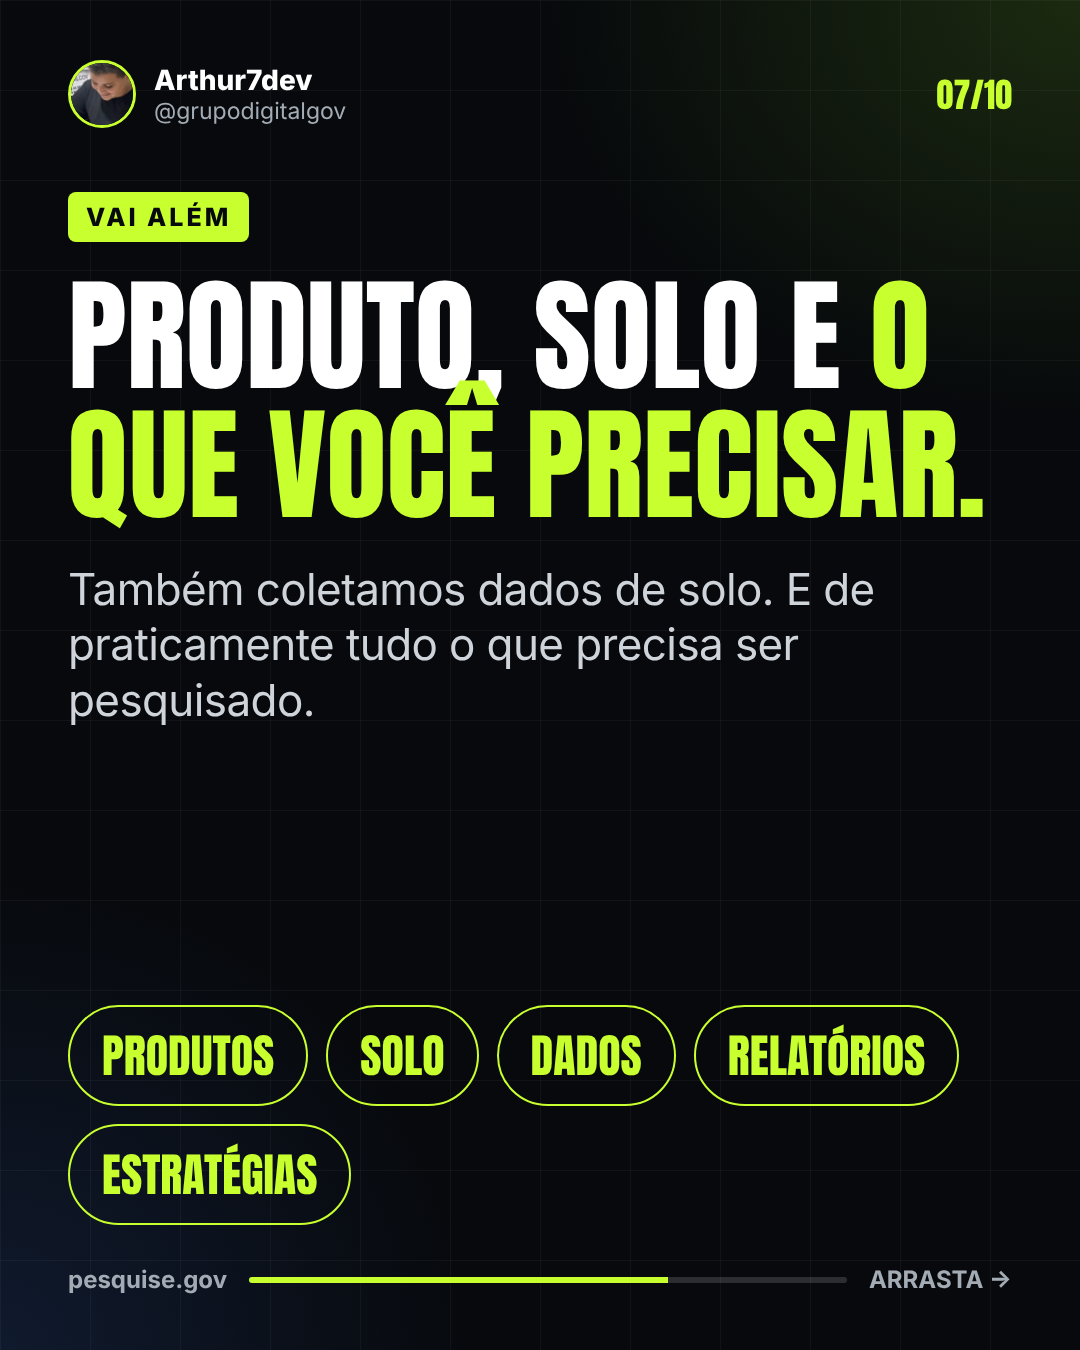 Arthur7dev
@grupodigitalgov
07/10
VAI ALÉM
PRODUTO, SOLO E O
QUE VOCÊ PRECISAR.
Também coletamos dados de solo. E de
praticamente tudo o que precisa ser
pesquisado.
PRODUTOS
SOLO
DADOS
RELATÓRIOS
ESTRATÉGIAS
pesquise.gov
ARRASTA →